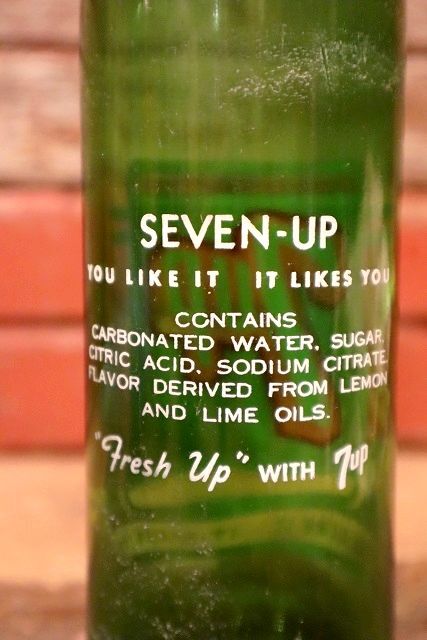 SEVEN-UP
YOU LIKE IT IT LIKES YOU
CONTAINS
CARBONATED WATER, SUGAR,
CITRIC ACID, SODIUM CITRATE,
FLAVOR DERIVED FROM LEMON
AND LIME OILS.
"Fresh Up" WITH 7up